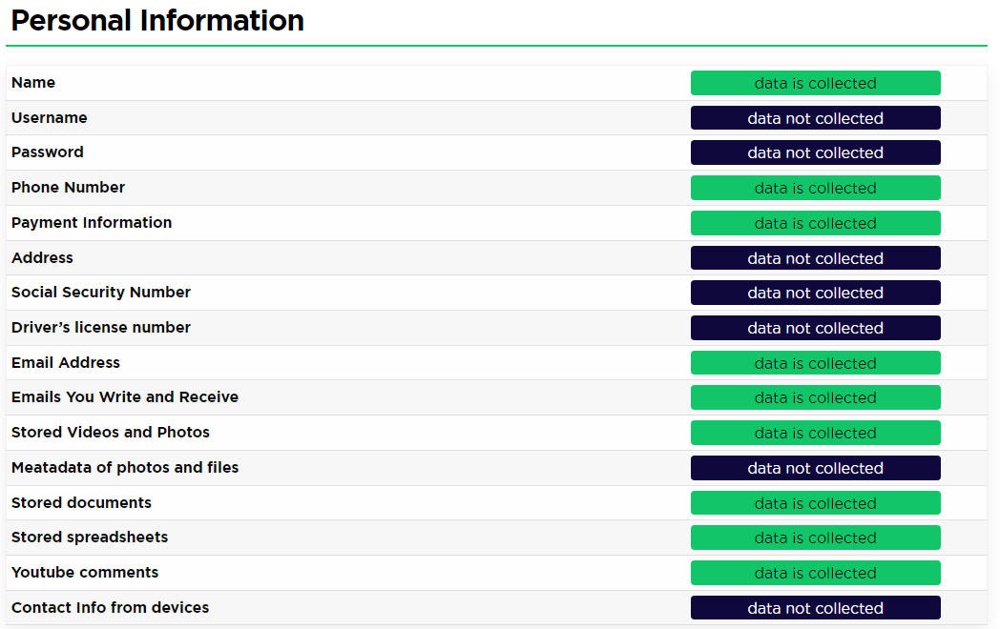 Personal Information
Name data is collected
Username data not collected
Password data not collected
Phone Number data is collected
Payment Information data is collected
Address data not collected
Social Security Number data not collected
Driver’s license number data not collected
Email Address data is collected
Emails You Write and Receive data is collected
Stored Videos and Photos data is collected
Meatadata of photos and files data not collected
Stored documents data is collected
Stored spreadsheets data is collected
Youtube comments data is collected
Contact Info from devices data not collected